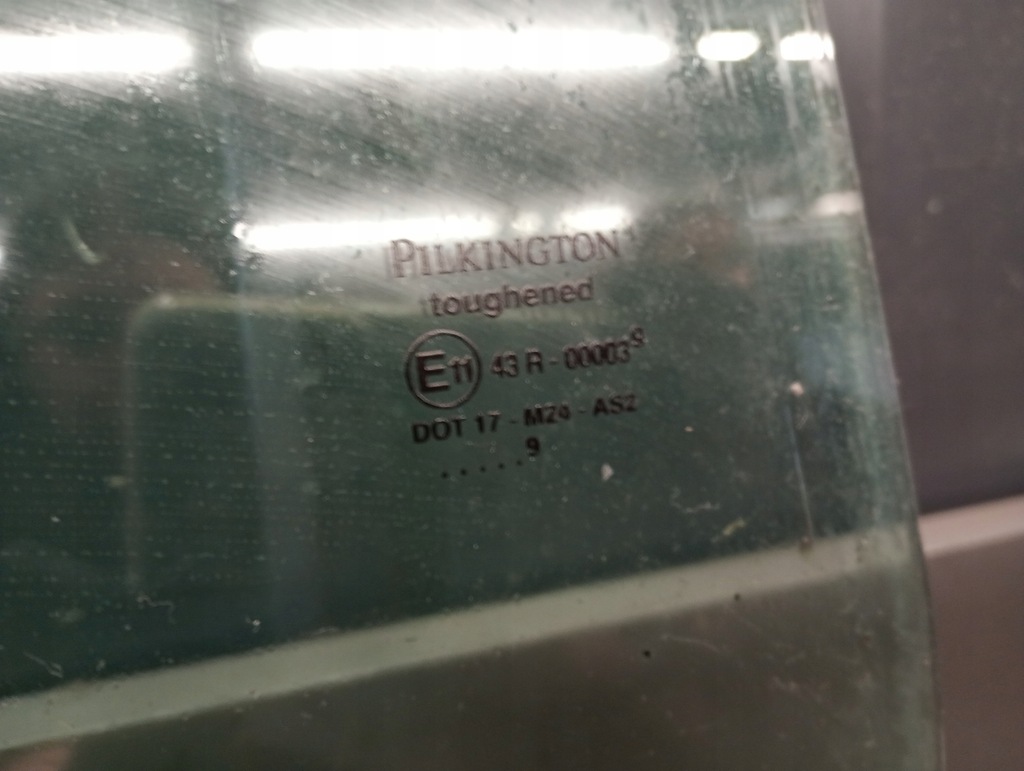 PILKINGTON
toughened
E11 43 R - 00003 S
DOT 17 - M24 - AS2
.....9